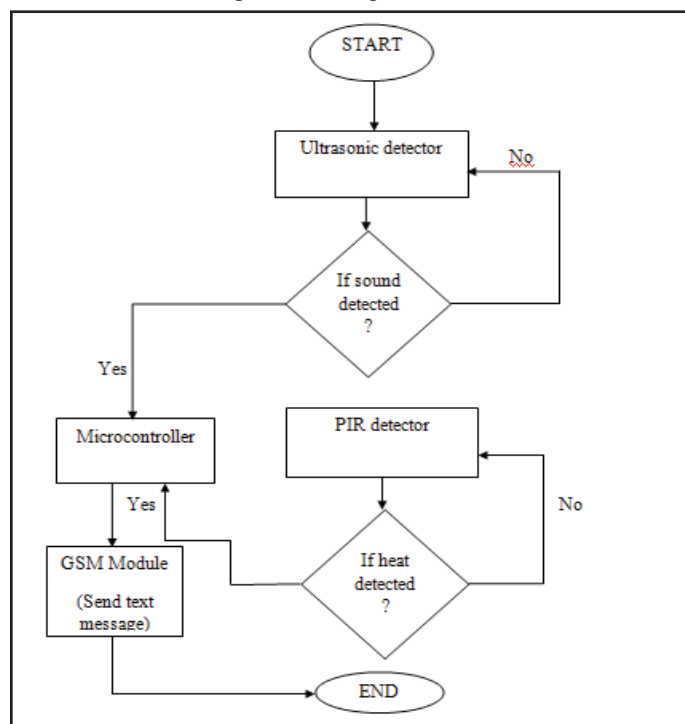 START
Ultrasonic detector
No
If sound
detected
?
Yes
Microcontroller
PIR detector
Yes
No
GSM Module
(Send text
message)
If heat
detected
?
END